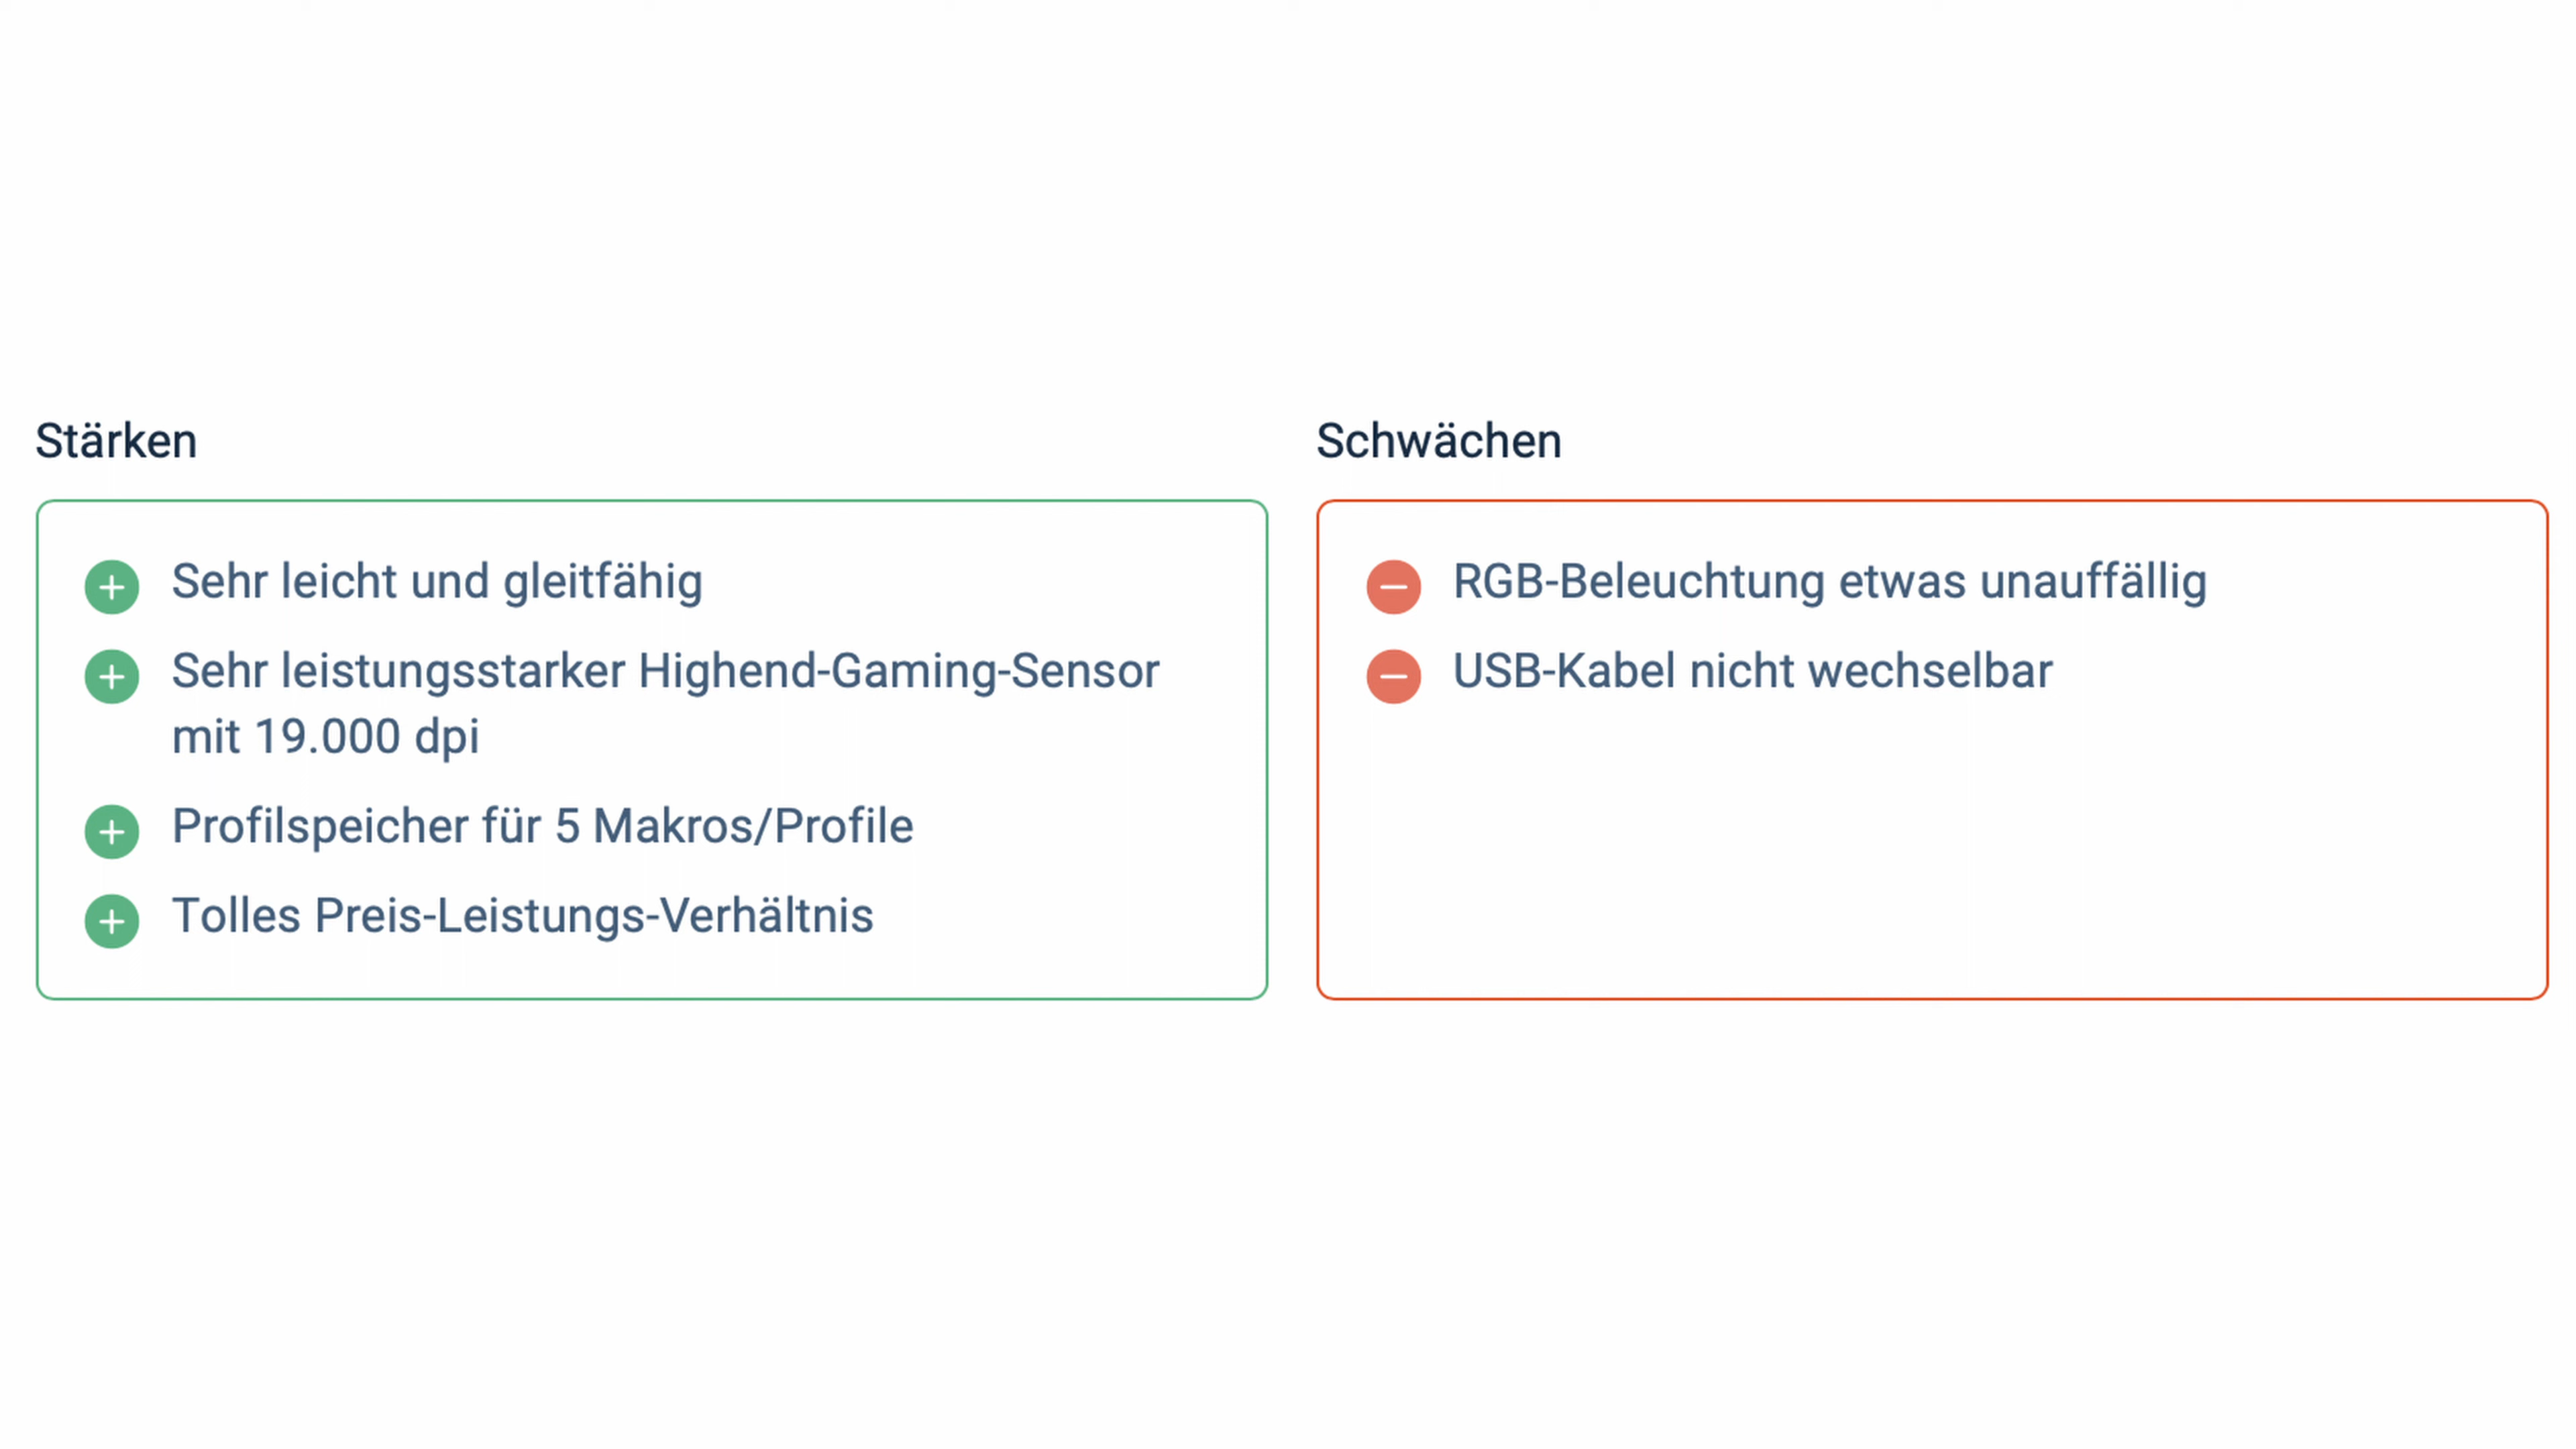 Stärken
Sehr leicht und gleitfähig
Sehr leistungsstarker Highend-Gaming-Sensor
mit 19.000 dpi
Profilspeicher für 5 Makros/Profile
Tolles Preis-Leistungs-Verhältnis
Schwächen
RGB-Beleuchtung etwas unauffällig
USB-Kabel nicht wechselbar